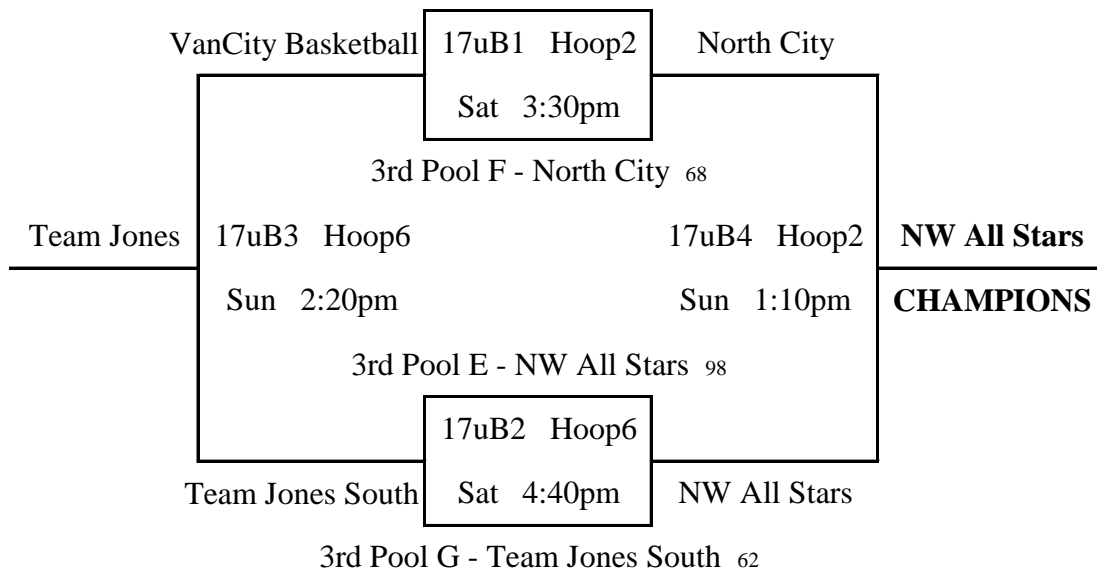 VanCity Basketball 17uB1 Hoop2 North City
Sat 3:30pm
3rd Pool F - North City 68
Team Jones 17uB3 Hoop6 17uB4 Hoop2 NW All Stars
Sun 2:20pm Sun 1:10pm CHAMPIONS
3rd Pool E - NW All Stars 98
17uB2 Hoop6
Team Jones South Sat 4:40pm NW All Stars
3rd Pool G - Team Jones South 62